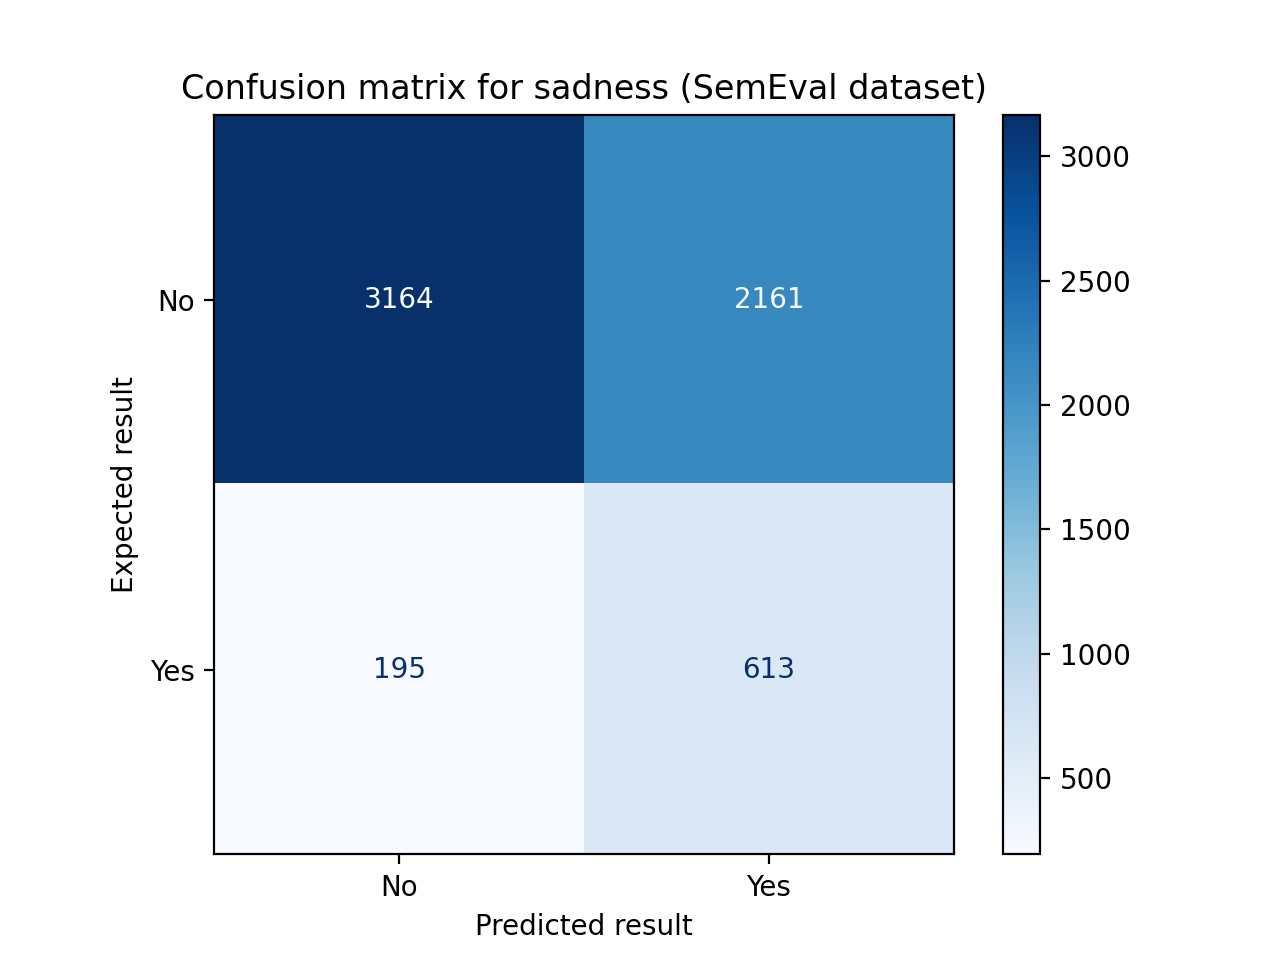 Confusion matrix for sadness (SemEval dataset)
No
3164
2161
Yes
195
613
Expected result
No
Yes
Predicted result
3000
2500
2000
1500
1000
500